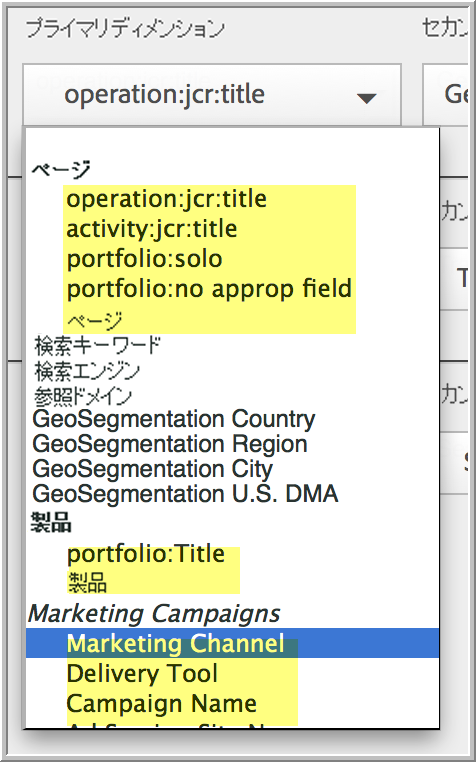 プライマリディメンション
セカン
operation:jcr:title
Ge
ページ
operation:jcr:title
activity:jcr:title
portfolio:solo
portfolio:no approp field
ページ
検索キーワード
検索エンジン
参照ドメイン
GeoSegmentation Country
GeoSegmentation Region
GeoSegmentation City
GeoSegmentation U.S. DMA
製品
portfolio:Title
製品
Marketing Campaigns
Marketing Channel
Delivery Tool
Campaign Name
カン
T
カン